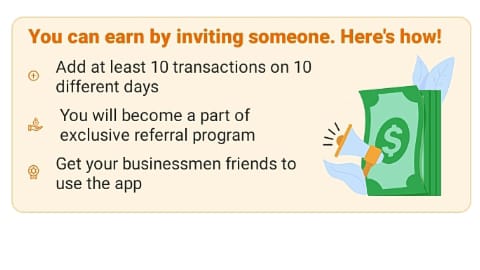 You can earn by inviting someone. Here's how!
Add at least 10 transactions on 10
different days
You will become a part of
exclusive referral program
Get your businessmen friends to
use the app
$